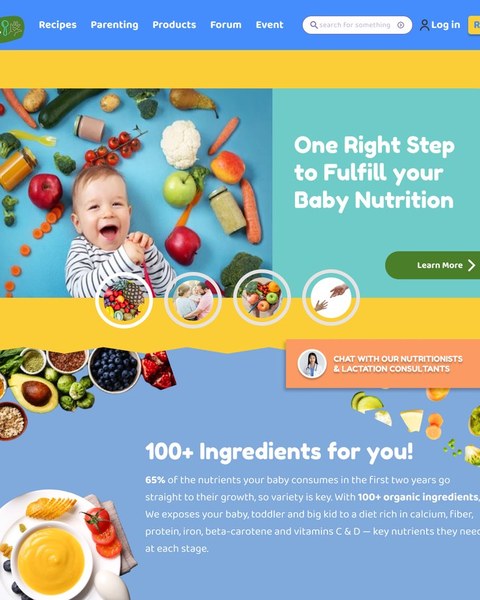 Recipes Parenting Products Forum Event search for something Log in
One Right Step
to Fulfill your
Baby Nutrition
Learn More
CHAT WITH OUR NUTRITIONISTS
& LACTATION CONSULTANTS
100+ Ingredients for you!
65% of the nutrients your baby consumes in the first two years go
straight to their growth, so variety is key. With 100+ organic ingredients,
We exposes your baby, toddler and big kid to a diet rich in calcium, fiber,
protein, iron, beta-carotene and vitamins C & D — key nutrients they need
at each stage.